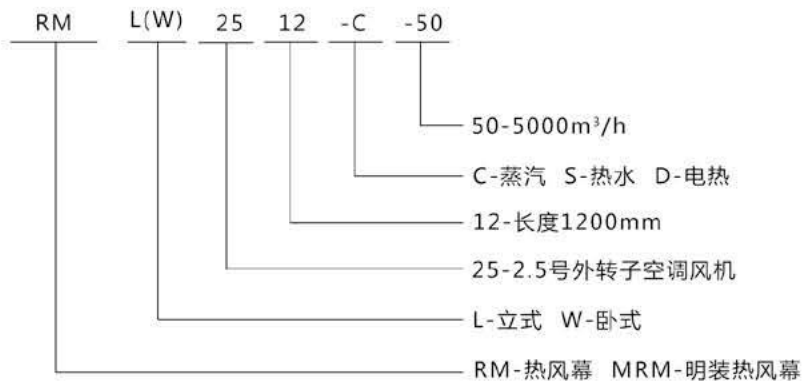 RM L(W) 25 12 -C -50
50-5000m³/h
C-蒸汽 S-热水 D-电热
12-长度1200mm
25-2.5号外转子空调风机
L-立式 W-卧式
RM-热风幕 MRM-明装热风幕